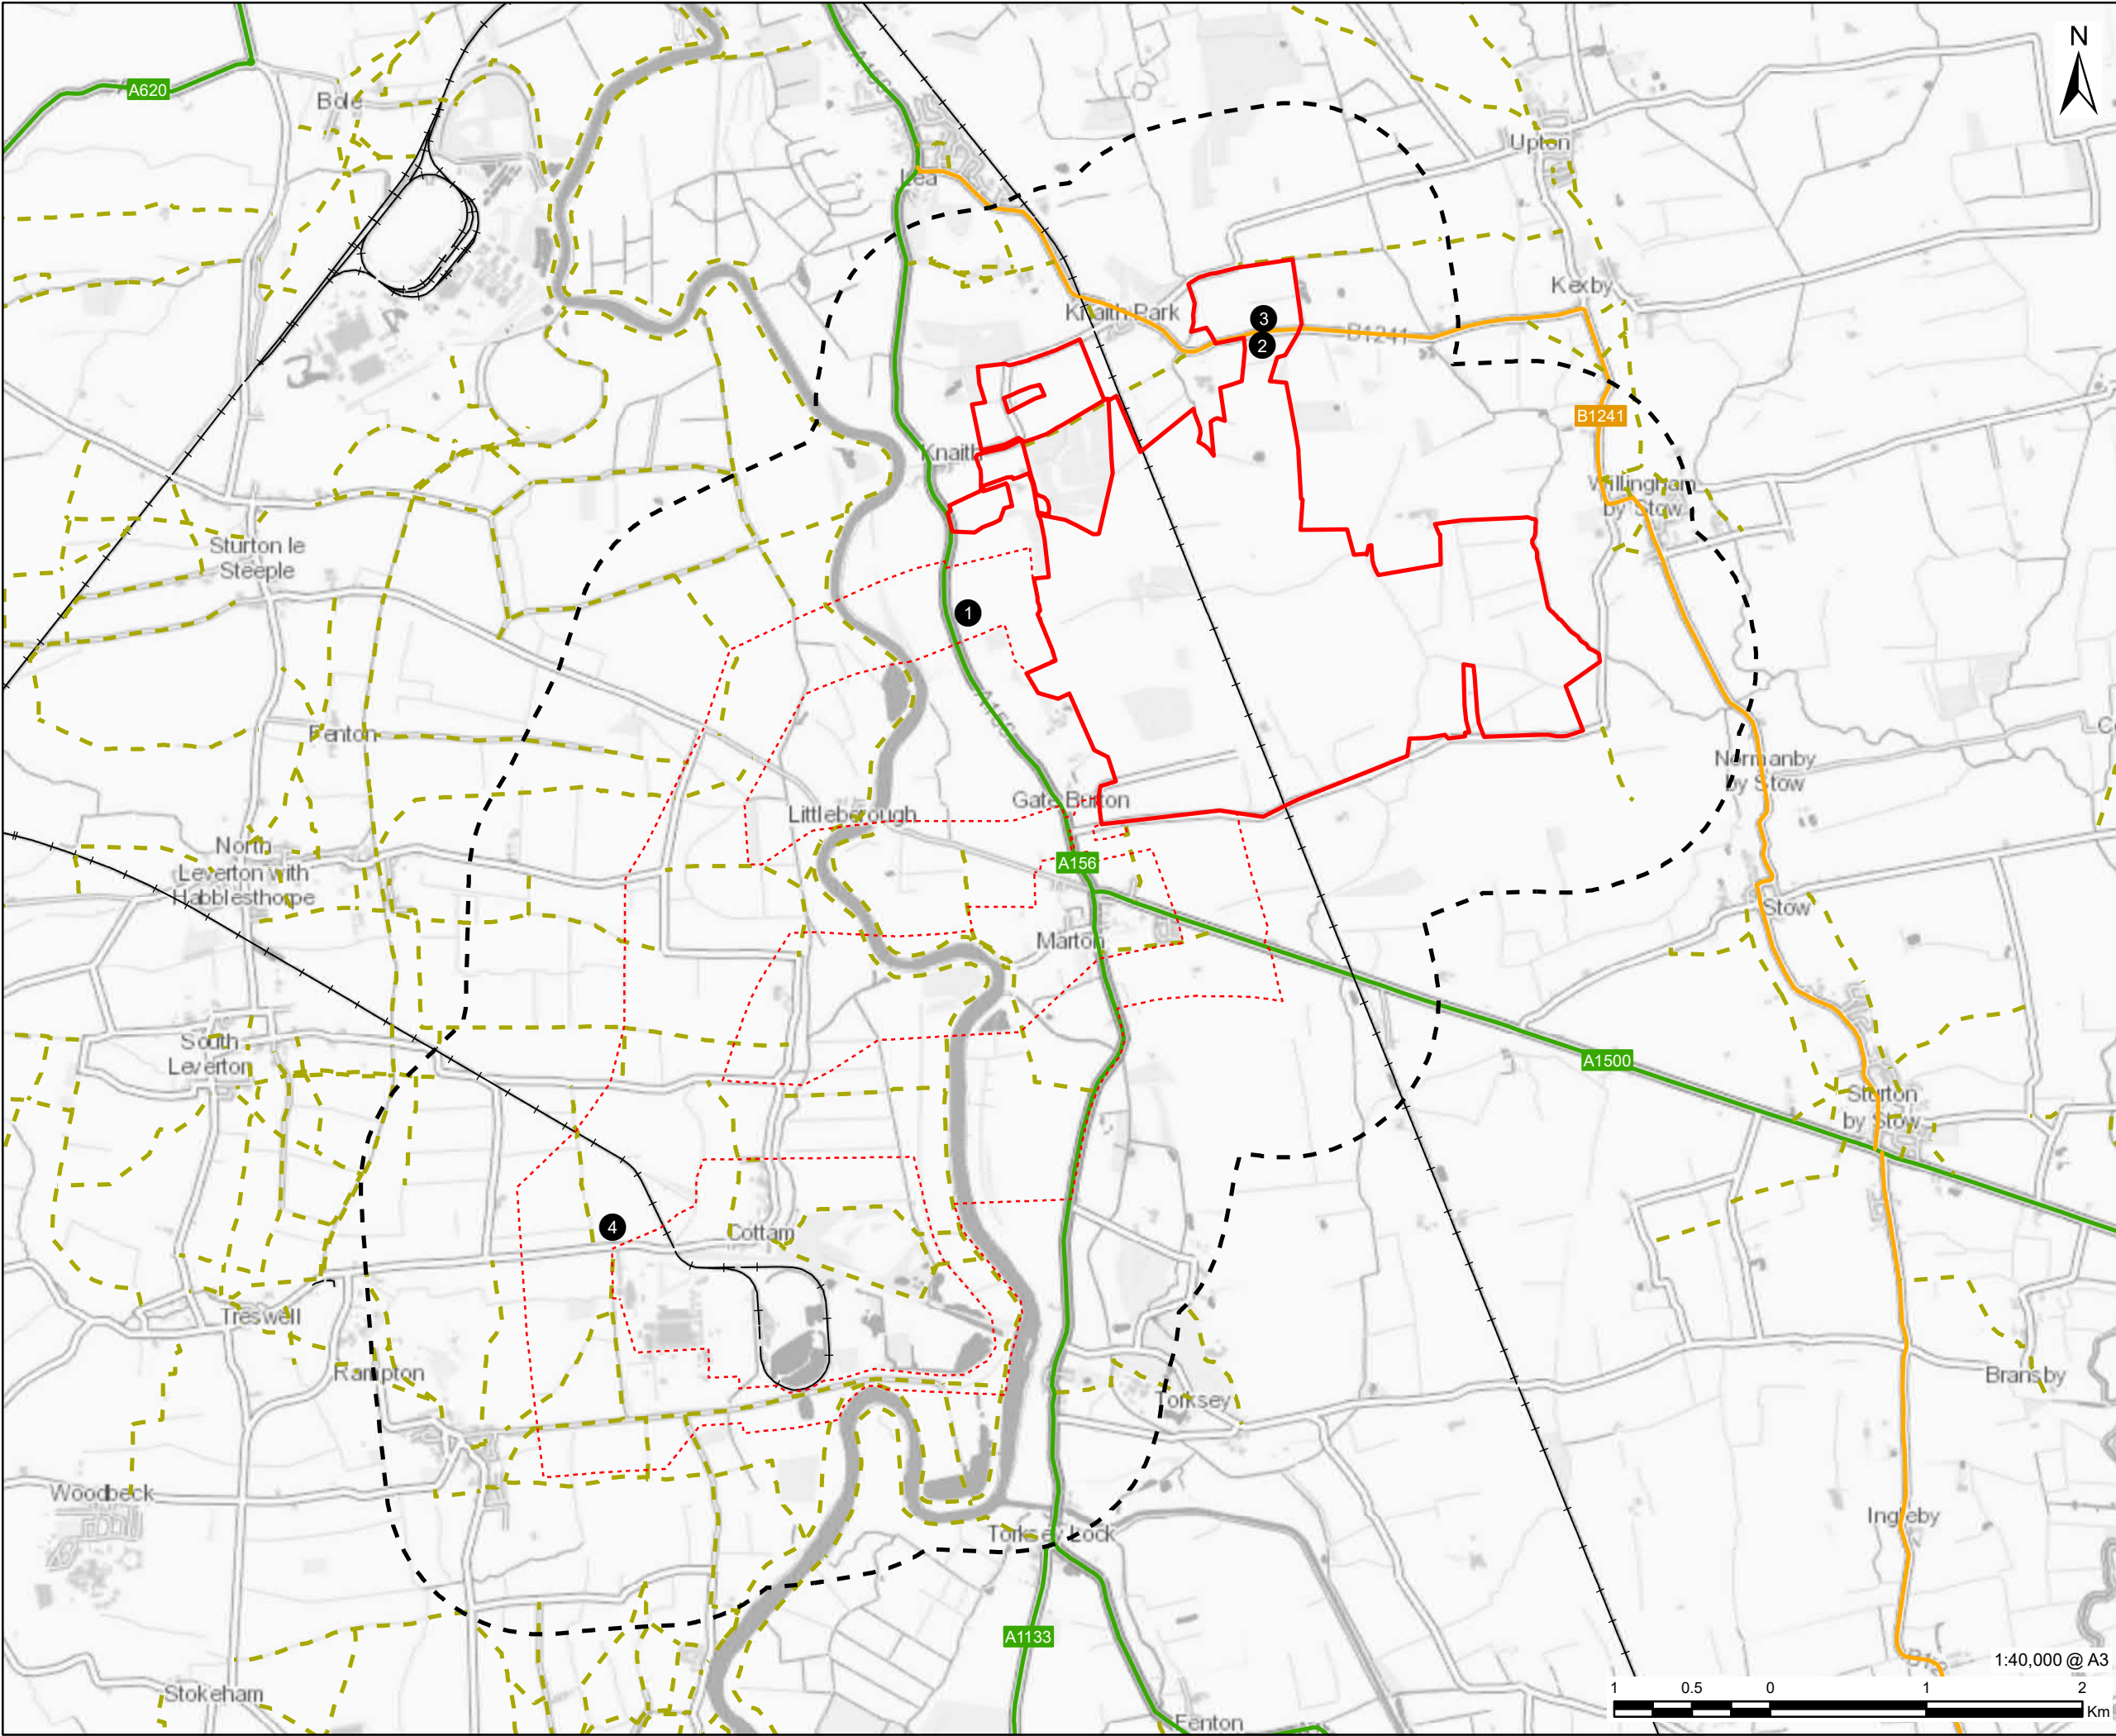 N
A620
Bole
A156
Upton
Lea
Kexby
Knaith Park
3
2
B1241
B1241
Knaith
Willingham
by Stow
Sturton le
Steeple
1
A156
Fenton
Normanby
by Stow
Gate Burton
Littleborough
North
Leverton with
Habblesthorpe
A156
Stow
Marton
South
Leverton
A1500
Sturton
by Stow
4
Cottam
Treswell
Rampton
Bransby
Torksey
Woodbeck
Ingleby
Torksey Lock
A1133
Stokeham
Fenton
1:40,000 @ A3
1 0.5 0 1 2
Km